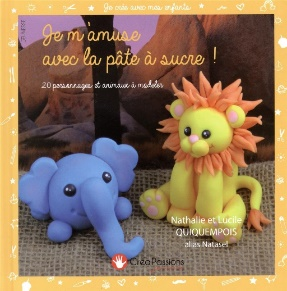 Je crée avec mes enfants
Je m'amuse
avec la pâte à sucre !
20 personnages et animaux à modeler
Nathalie et Lucile
QUIQUEMPOIS
alias Natasel
CréaPassions